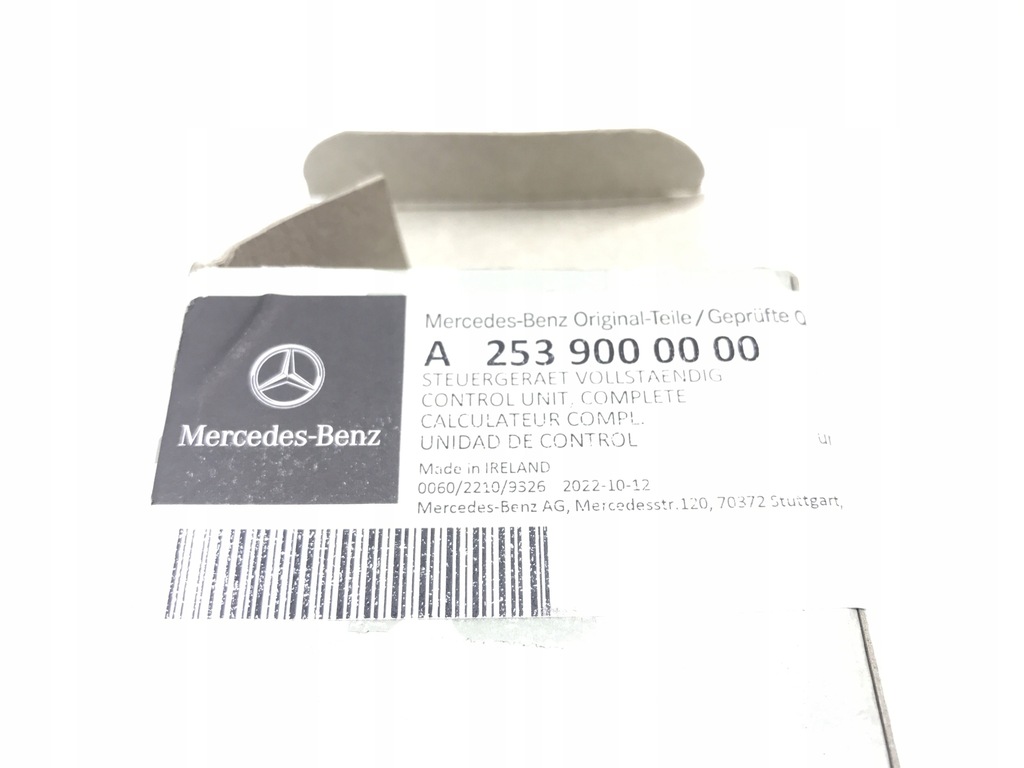 Mercedes-Benz
Mercedes-Benz Original-Teile / Geprüfte Q
A 253 900 00 00
STEUERGERAET VOLLSTAENDIG
CONTROL UNIT, COMPLETE
CALCULATEUR COMPL.
UNIDAD DE CONTROL
Made in IRELAND
0060/2210/9326 2022-10-12
Mercedes-Benz AG, Mercedesstr.120, 70372 Stuttgart,